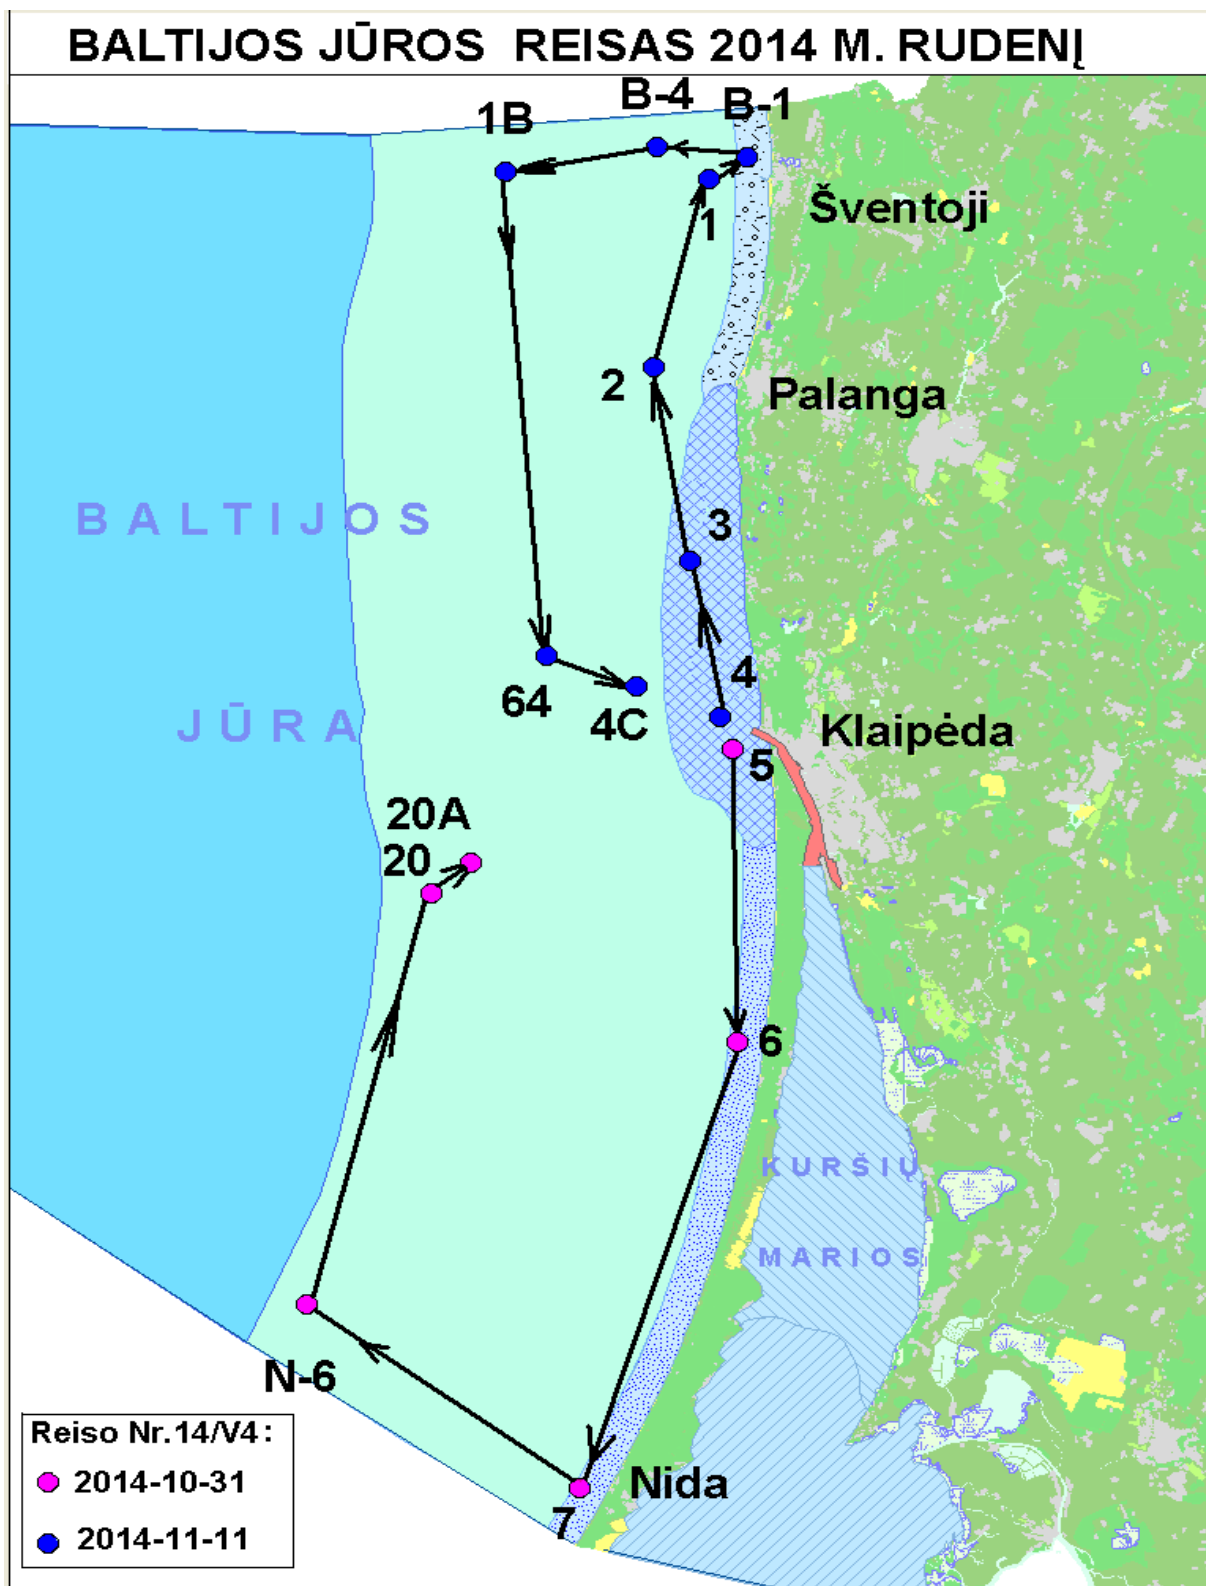 BALTIJOS JŪROS REISAS 2014 M. RUDENĮ
B-4
B-1
1B
1
Šventoji
2
Palanga
BALTIJOS
3
64
4C
4
JŪRA
Klaipėda
5
20A
20
6
KURŠIŲ
MARIOS
N-6
Nida
7
Reiso Nr.14/V4:
2014-10-31
2014-11-11